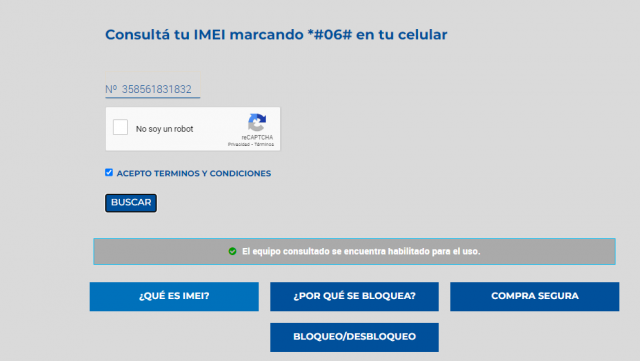 Consultá tu IMEI marcando *#06# en tu celular
Nº 358561831832
No soy un robot
reCAPTCHA
Privacidad - Términos
ACEPTO TERMINOS Y CONDICIONES
BUSCAR
El equipo consultado se encuentra habilitado para el uso.
¿QUÉ ES IMEI?
¿POR QUÉ SE BLOQUEA?
COMPRA SEGURA
BLOQUEO/DESBLOQUEO